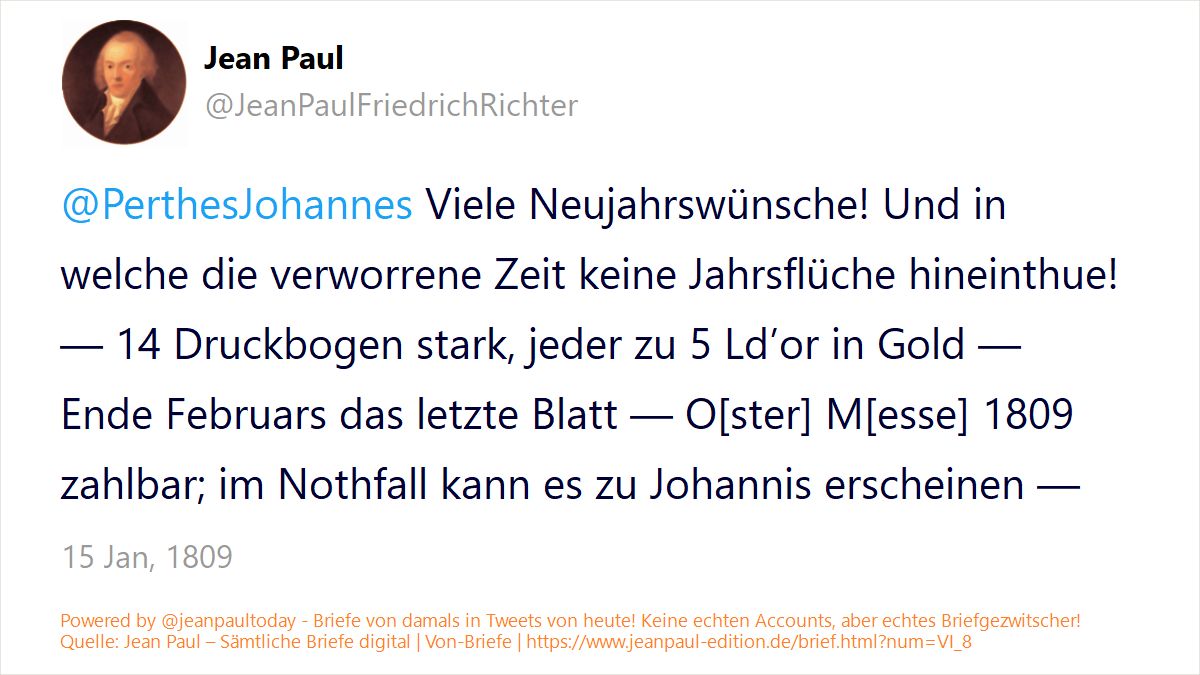 Jean Paul
@JeanPaulFriedrichRichter
@PerthesJohannes Viele Neujahrswünsche! Und in
welche die verworrene Zeit keine Jahrsflüche hineinthue!
— 14 Druckbogen stark, jeder zu 5 Ld’or in Gold —
Ende Februars das letzte Blatt — O[ster] M[esse] 1809
zahlbar; im Nothfall kann es zu Johannis erscheinen —
15 Jan, 1809
Powered by @jeanpaultoday - Briefe von damals in Tweets von heute! Keine echten Accounts, aber echtes Briefgezwitscher!
Quelle: Jean Paul – Sämtliche Briefe digital | Von-Briefe | https://www.jeanpaul-edition.de/brief.html?num=VI_8